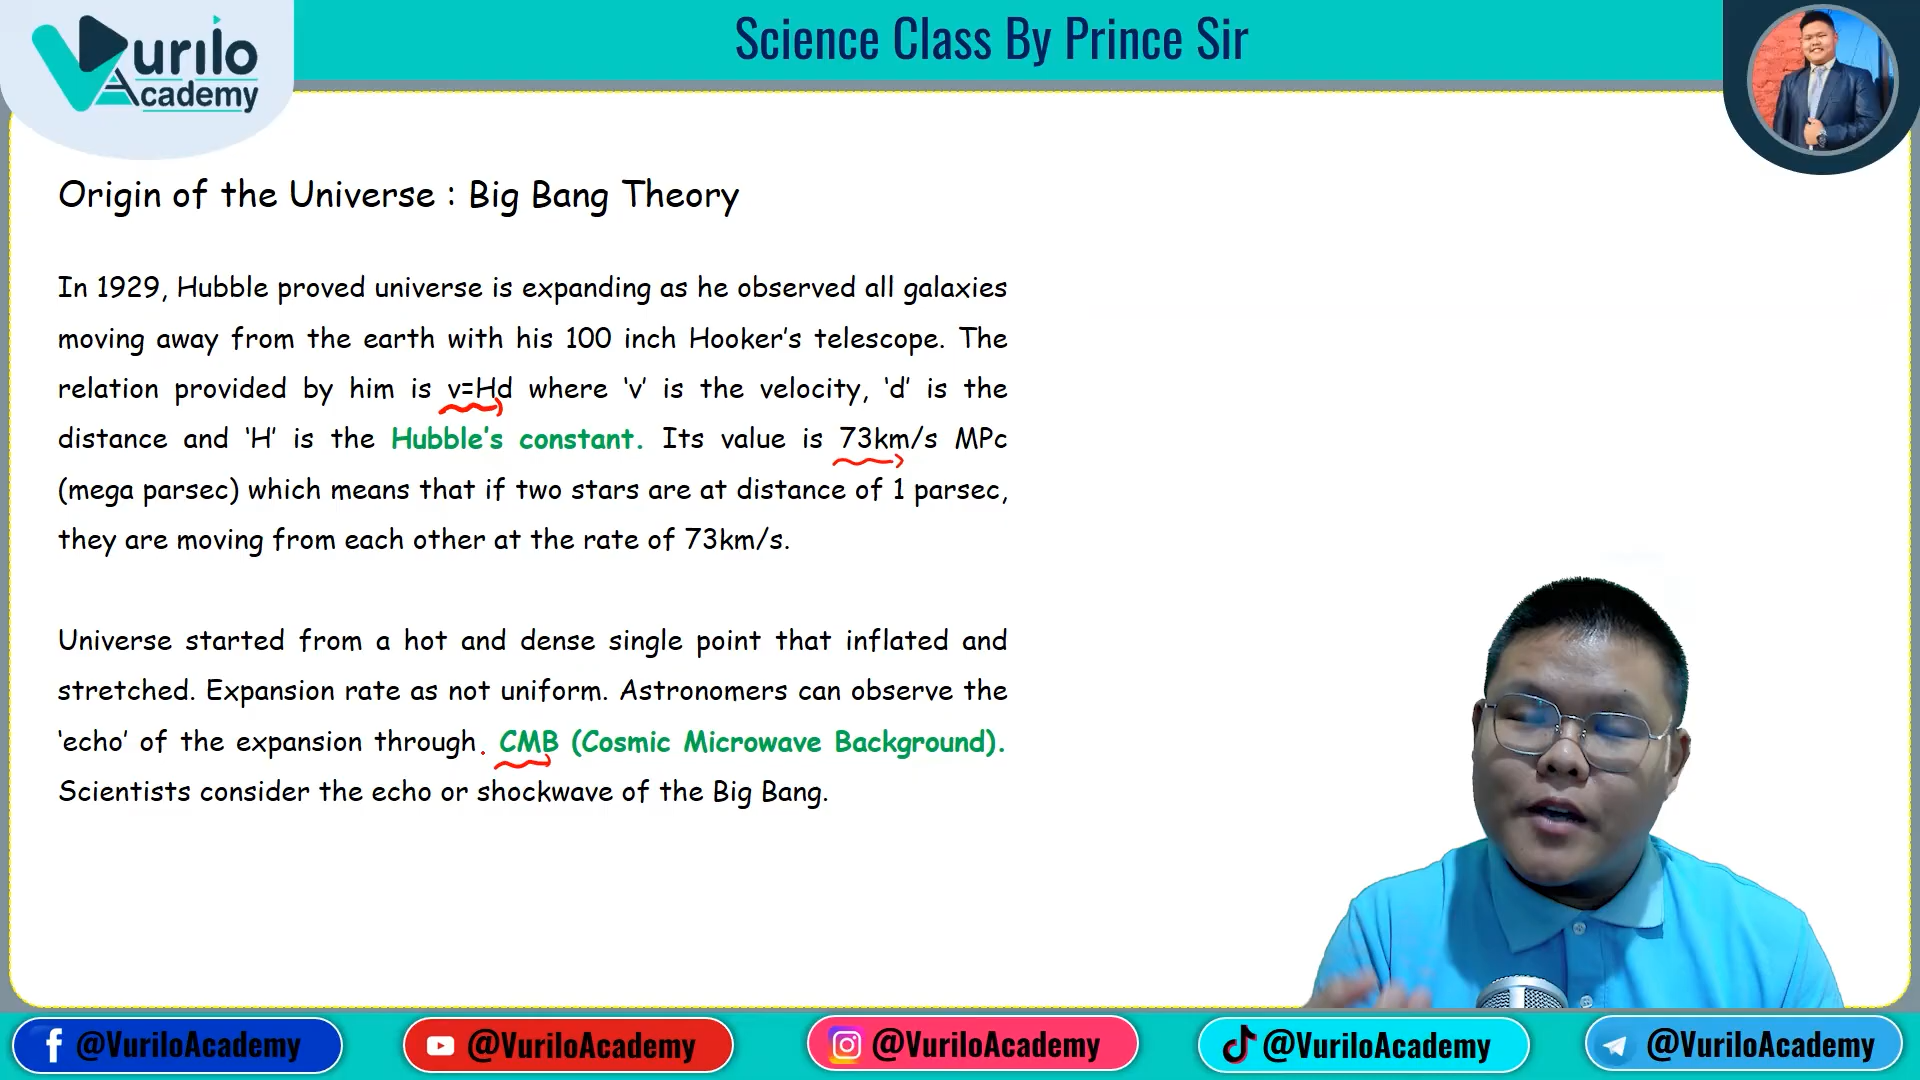 Vurilo
Academy
Science Class By Prince Sir
Origin of the Universe : Big Bang Theory
In 1929, Hubble proved universe is expanding as he observed all galaxies
moving away from the earth with his 100 inch Hooker's telescope. The
relation provided by him is v=Hd where 'v' is the velocity, 'd' is the
distance and 'H' is the Hubble's constant. Its value is 73km/s MPc
(mega parsec) which means that if two stars are at distance of 1 parsec,
they are moving from each other at the rate of 73km/s.
Universe started from a hot and dense single point that inflated and
stretched. Expansion rate as not uniform. Astronomers can observe the
'echo' of the expansion through. CMB (Cosmic Microwave Background).
Scientists consider the echo or shockwave of the Big Bang.
@VuriloAcademy
@VuriloAcademy
@VuriloAcademy
@VuriloAcademy
@VuriloAcademy